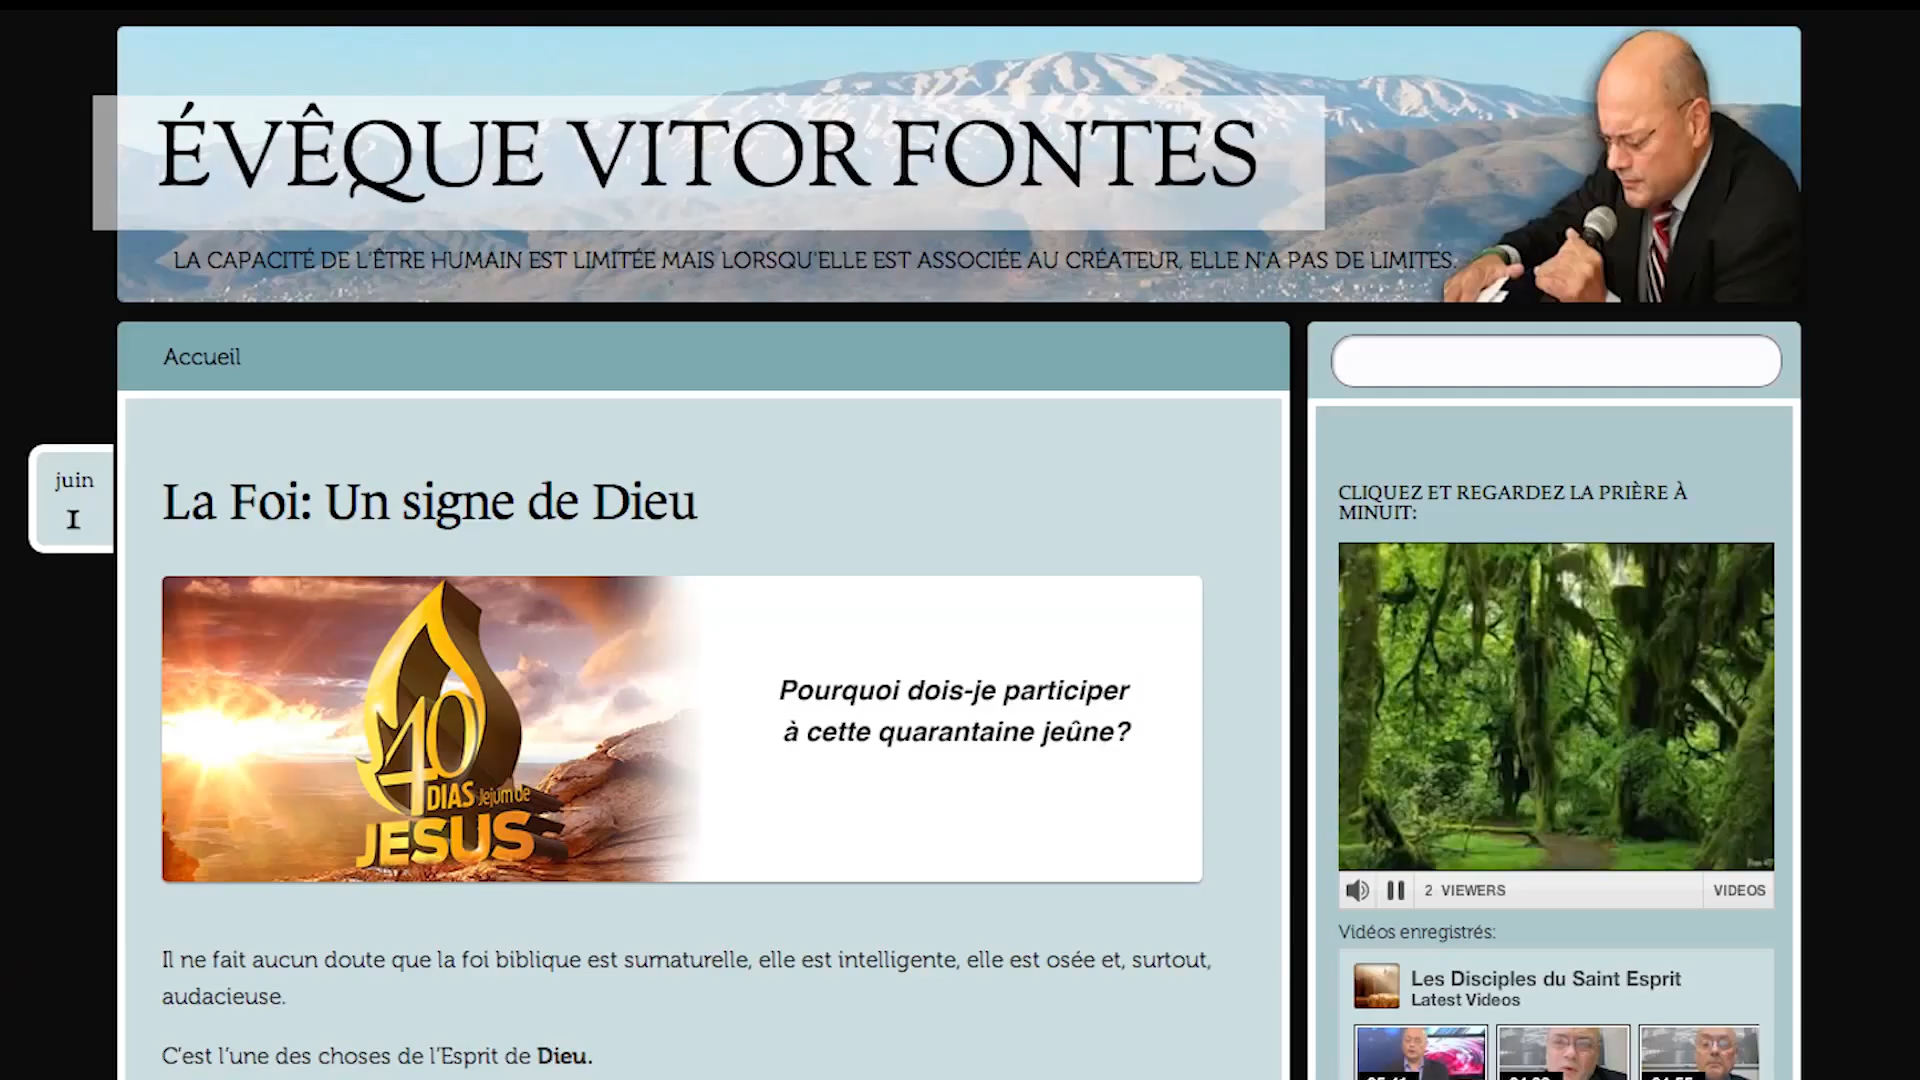 ÉVÊQUE VITOR FONTES
LA CAPACITÉ DE L'ÊTRE HUMAIN EST LIMITÉE MAIS LORSQU'ELLE EST ASSOCIÉE AU CRÉATEUR, ELLE N'A PAS DE LIMITES.
Accueil
juin
1
La Foi: Un signe de Dieu
40
DIAS Jejum de
JESUS
Pourquoi dois-je participer
à cette quarantaine jeûne?
Il ne fait aucun doute que la foi biblique est surnaturelle, elle est intelligente, elle est osée et, surtout,
audacieuse.
C'est l'une des choses de l'Esprit de Dieu.
CLIQUEZ ET REGARDEZ LA PRIÈRE À
MINUIT:
2 VIEWERS
VIDEOS
Vidéos enregistrés:
Les Disciples du Saint Esprit
Latest Videos